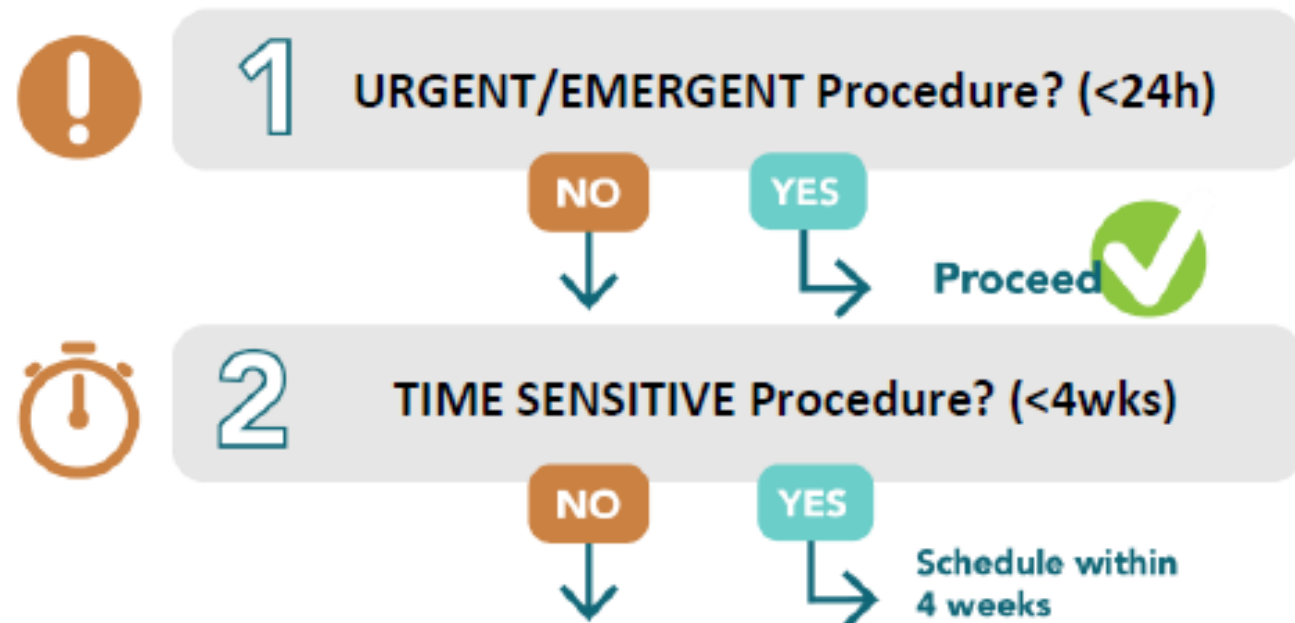 1 URGENT/EMERGENT Procedure? (<24h)
NO YES
Proceed
2 TIME SENSITIVE Procedure? (<4wks)
NO YES
Schedule within
4 weeks